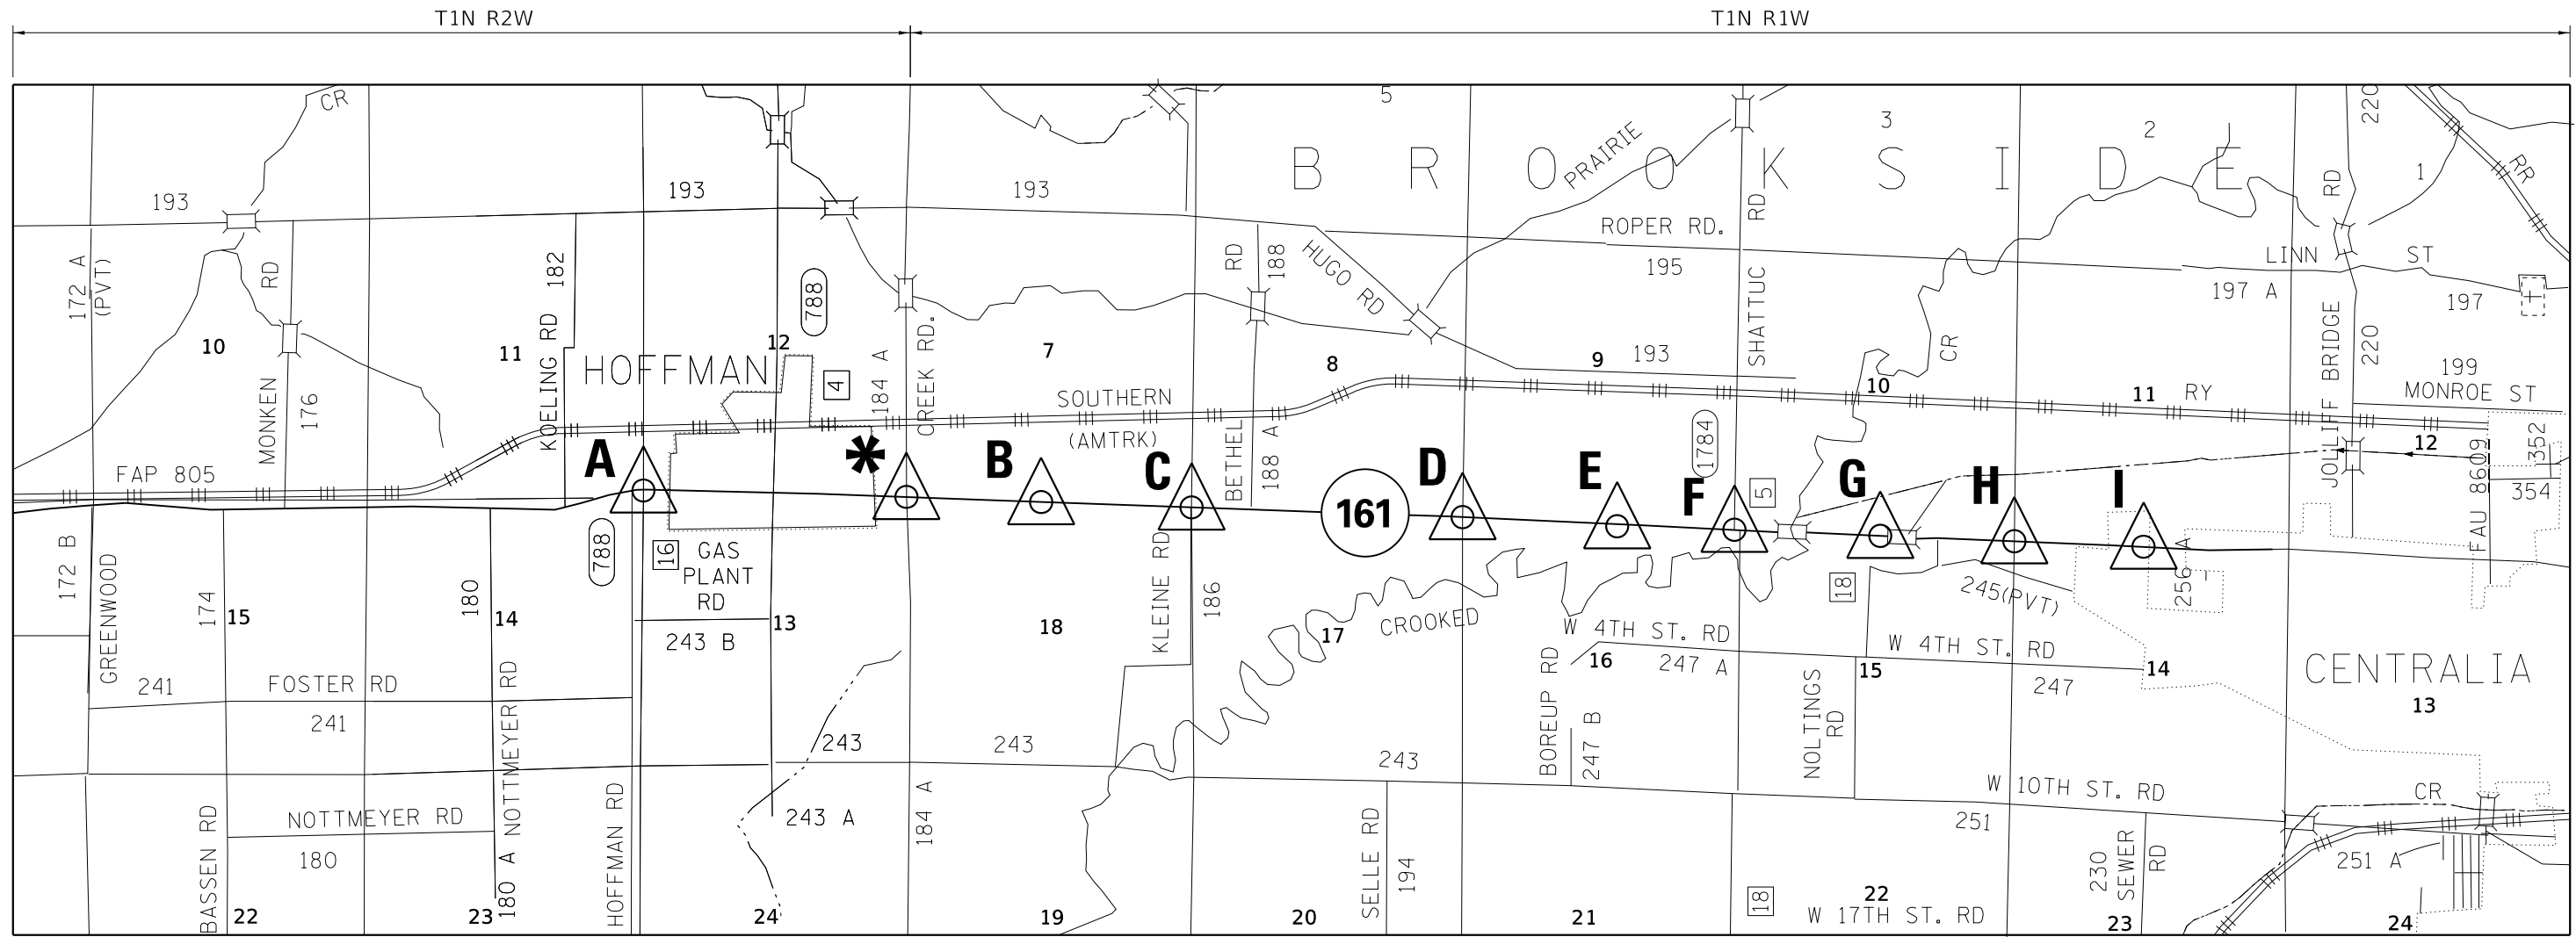 T1N R2W
T1N R1W
CR
5
3
2
220
1
RR
B R O O K S I D E
PRAIRIE
193
193
193
RD
RD
ROPER RD.
195
HUGO RD
LINN ST
197 A
197
172 A
(PVT)
RD
182
788
RD
188
SHATTUC
CR
JOLLIFF BRIDGE
220
10
11
12
7
8
9
193
10
11
RY
199
MONROE ST
MONKEN
176
KOELING RD
HOFFMAN
4
184 A
CREEK RD.
SOUTHERN
(AMTRK)
BETHEL
188 A
1784
5
12
FAU 8609
352
354
FAP 805
A
*
B
C
161
D
E
F
G
H
I
172 B
GREENWOOD
174
15
180
14
788
16
GAS
PLANT
RD
13
243 B
18
KLEINE RD
186
17
CROOKED
W 4TH ST. RD
247 A
16
BOREUP RD
247 B
18
15
W 4TH ST. RD
247
14
245(PVT)
256 A
CENTRALIA
13
241
FOSTER RD
241
180 A NOTTMEYER RD
243
243
243
NOLTINGS
RD
W 10TH ST. RD
251
CR
BASSEN RD
NOTTMEYER RD
180
HOFFMAN RD
243 A
184 A
SELLE RD
194
230
SEWER
RD
251 A
22
23
24
19
20
21
18
22
W 17TH ST. RD
23
24